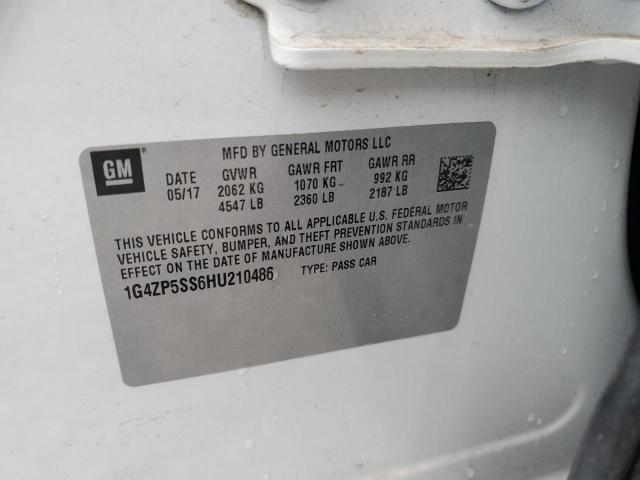 MFD BY GENERAL MOTORS LLC
GM
DATE GVWR GAWR FRT GAWR RR
05/17 2062 KG 1070 KG 992 KG
4547 LB 2360 LB 2187 LB
THIS VEHICLE CONFORMS TO ALL APPLICABLE U.S. FEDERAL MOTOR
VEHICLE SAFETY, BUMPER, AND THEFT PREVENTION STANDARDS IN
EFFECT ON THE DATE OF MANUFACTURE SHOWN ABOVE.
1G4ZP5SS6HU210486 TYPE: PASS CAR